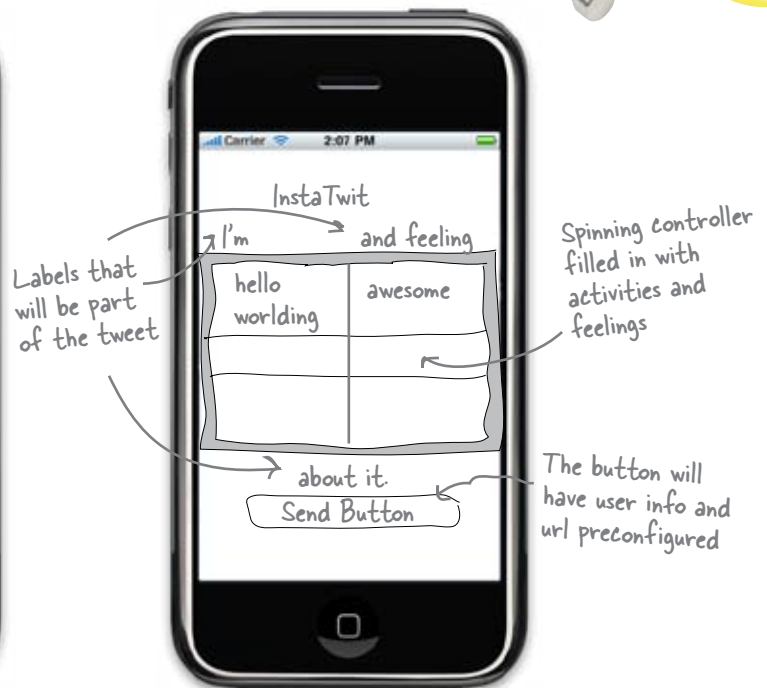 Carrier 2:07 PM
InstaTwit
I'm and feeling
hello
worlding
awesome
about it.
Send Button
Labels that
will be part
of the tweet
Spinning controller
filled in with
activities and
feelings
The button will
have user info and
url preconfigured